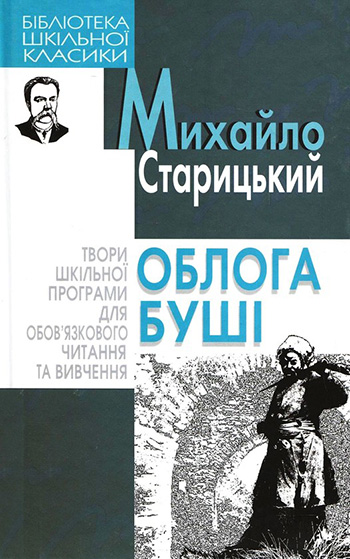 БІБЛІОТЕКА
ШКІЛЬНОЇ
КЛАСИКИ
Михайло
Старицький
ОБЛОГА
БУШІ
ТВОРИ
ШКІЛЬНОЇ
ПРОГРАМИ
ДЛЯ
ОБОВ'ЯЗКОВОГО
ЧИТАННЯ
ТА ВИВЧЕННЯ